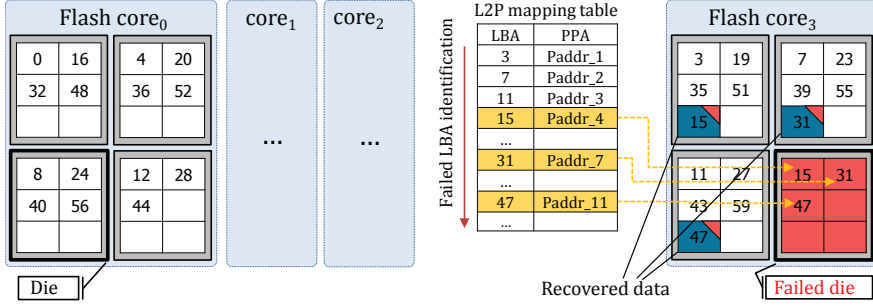 Flash core0
0 16 4 20
32 48 36 52
8 24 12 28
40 56 44
Die
core1
...
core2
...
Failed LBA identification
L2P mapping table
LBA PPA
3 Paddr_1
7 Paddr_2
11 Paddr_3
15 Paddr_4
...
31 Paddr_7
...
47 Paddr_11
...
Flash core3
3 19 7 23
35 51 39 55
15 31
11 27 15 31
43 59 47
47
Recovered data
Failed die